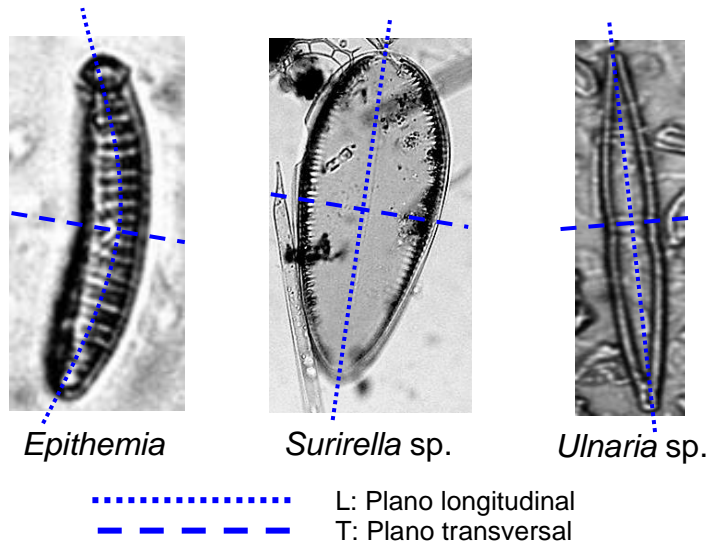 Epithemia
Surirella sp.
Ulnaria sp.
L: Plano longitudinal
T: Plano transversal